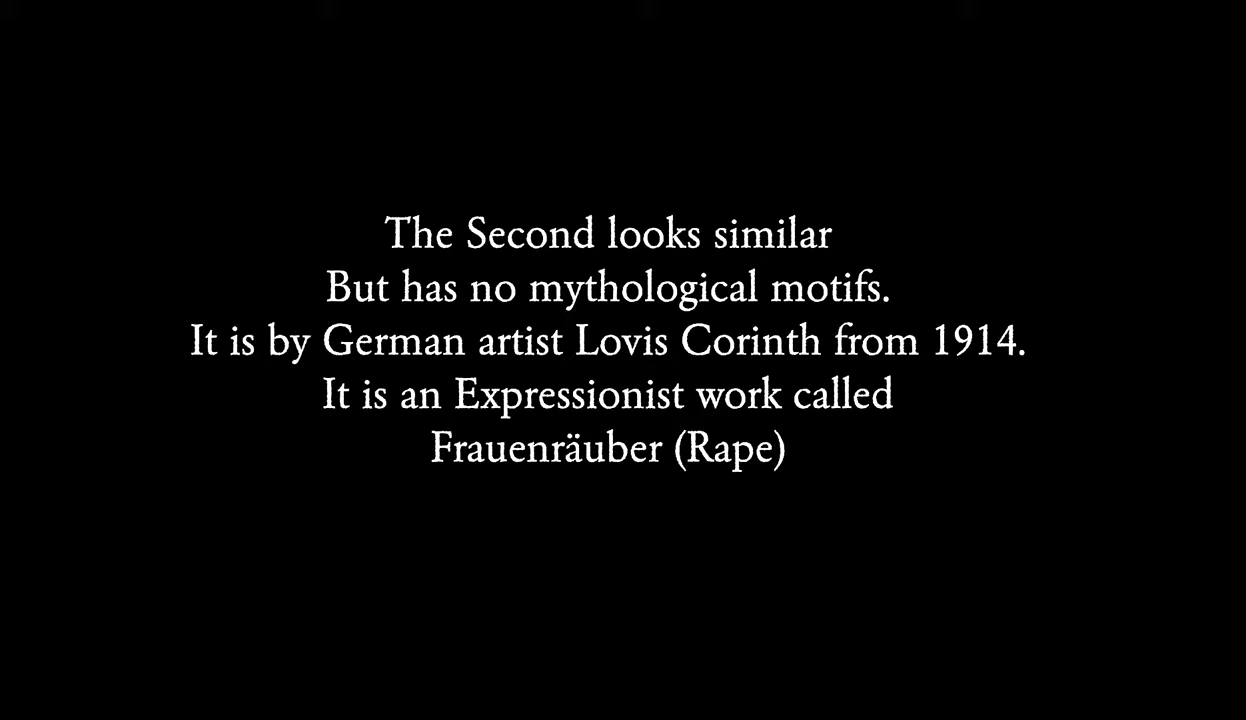 The Second looks similar
But has no mythological motifs.
It is by German artist Lovis Corinth from 1914.
It is an Expressionist work called
Frauenräuber (Rape)